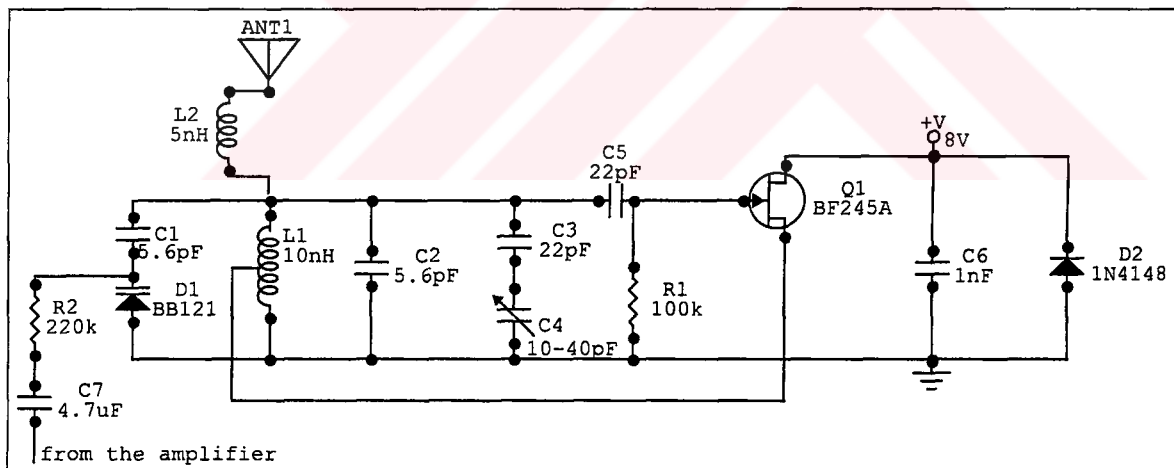 ANT1
L2
5nH
+V
8V
C5
22pF
Q1
BF245A
C1
5.6pF
L1
10nH
C2
5.6pF
C3
22pF
C6
1nF
D2
1N4148
R2
220k
D1
BB121
C4
10-40pF
R1
100k
C7
4.7uF
from the amplifier